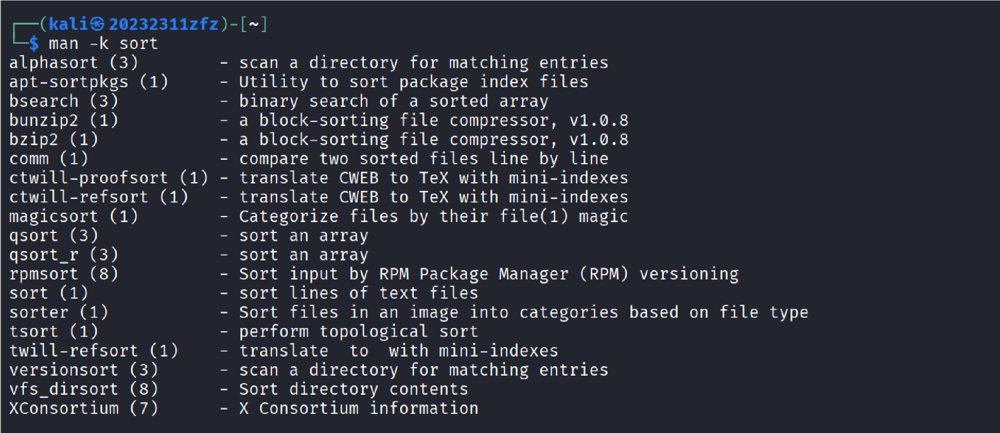 ┌──(kali㉿20232311zfz)-[~]
└─$ man -k sort
alphasort (3)        - scan a directory for matching entries
apt-sortpkgs (1)     - Utility to sort package index files
bsearch (3)          - binary search of a sorted array
bunzip2 (1)          - a block-sorting file compressor, v1.0.8
bzip2 (1)            - a block-sorting file compressor, v1.0.8
comm (1)             - compare two sorted files line by line
ctwill-proofsort (1) - translate CWEB to TeX with mini-indexes
ctwill-refsort (1)   - translate CWEB to TeX with mini-indexes
magicsort (1)        - Categorize files by their file(1) magic
qsort (3)            - sort an array
qsort_r (3)          - sort an array
rpmsort (8)          - Sort input by RPM Package Manager (RPM) versioning
sort (1)             - sort lines of text files
sorter (1)           - Sort files in an image into categories based on file type
tsort (1)            - perform topological sort
twill-refsort (1)    - translate  to  with mini-indexes
versionsort (3)      - scan a directory for matching entries
vfs_dirsort (8)      - Sort directory contents
XConsortium (7)      - X Consortium information